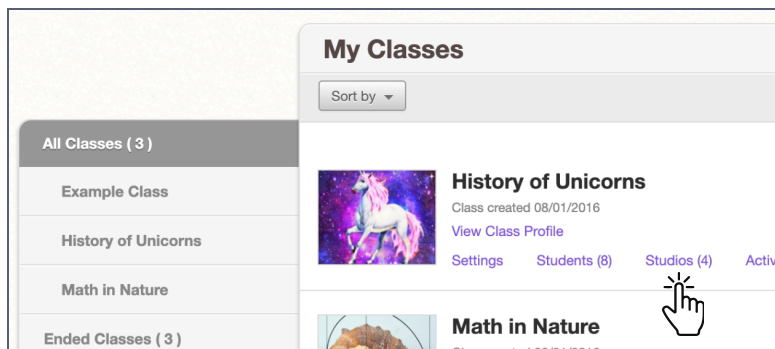 My Classes
Sort by
All Classes ( 3 )
Example Class
History of Unicorns
Math in Nature
Ended Classes ( 3 )
History of Unicorns
Class created 08/01/2016
View Class Profile
Settings Students (8) Studios (4)
Math in Nature